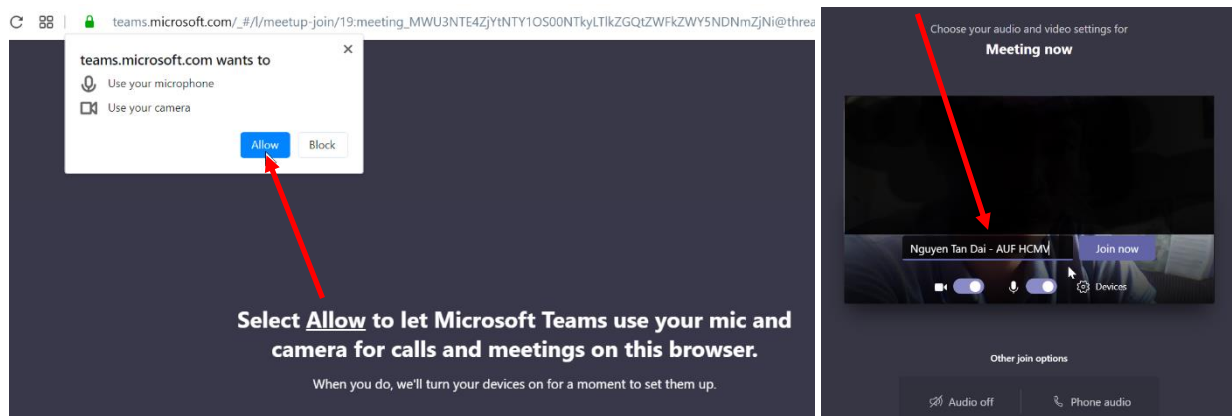 teams.microsoft.com/_#/l/meetup-join/19:meeting_MWU3NTE4ZjYtNTY1OS00NTkyLTlkZGQtZWFkZWY5NDNmZjNi@threa
teams.microsoft.com wants to
Use your microphone
Use your camera
Allow
Block
Select Allow to let Microsoft Teams use your mic and
camera for calls and meetings on this browser.
When you do, we'll turn your devices on for a moment to set them up.
Choose your audio and video settings for
Meeting now
Nguyen Tan Dai - AUF HCMV
Join now
Devices
Other join options
Audio off
Phone audio